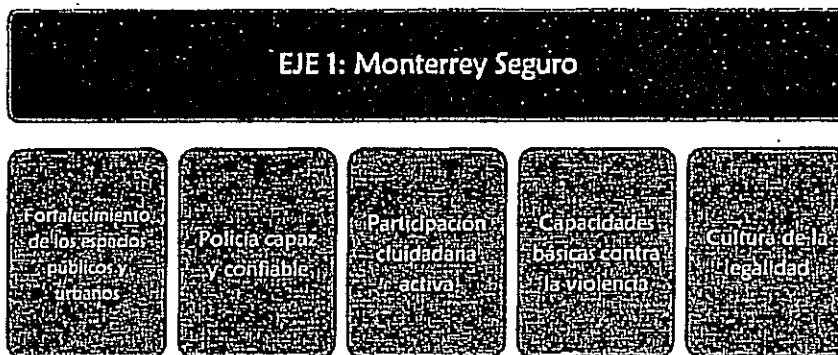 EJE 1: Monterrey Seguro
Fortalecimiento
de los espacios
públicos y
urbanos
Policía capaz
y confiable
Participación
ciudadana
activa
Capacidades
básicas contra
la violencia
Cultura de la
legalidad